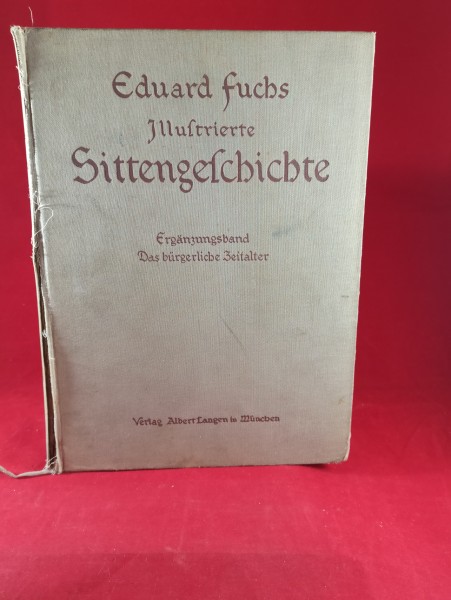 Eduard Fuchs
Illustrierte
Sittengeschichte
Ergänzungsband
Das bürgerliche Zeitalter
Verlag Albert Langen in München